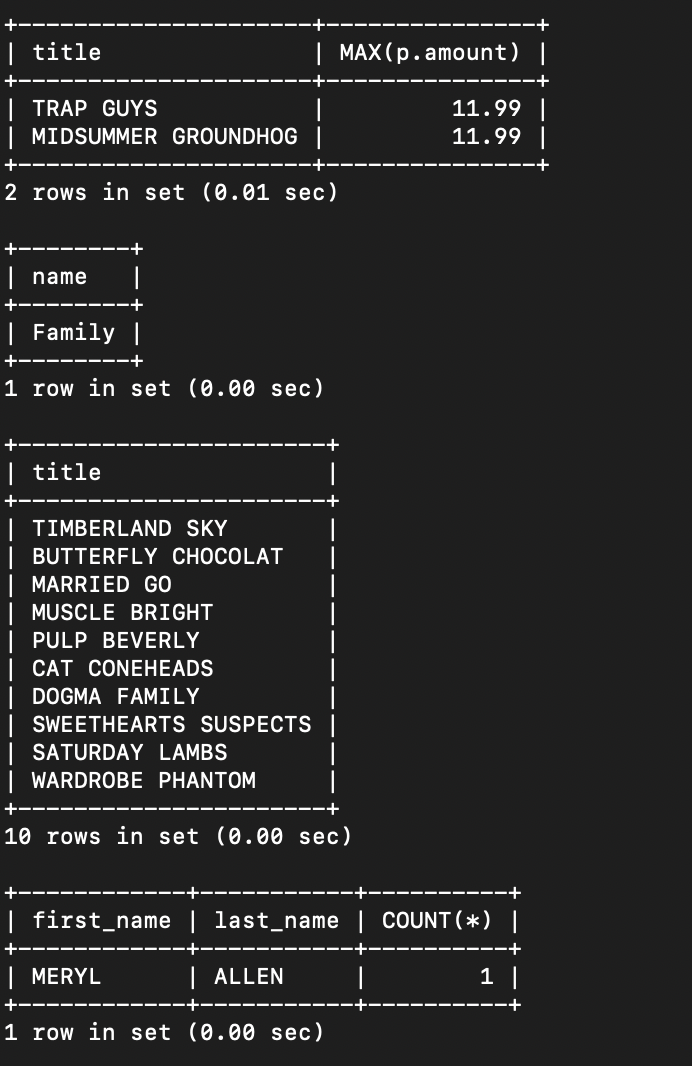 +---------------------+---------------+
| title               | MAX(p.amount) |
+---------------------+---------------+
| TRAP GUYS           |         11.99 |
| MIDSUMMER GROUNDHOG |         11.99 |
+---------------------+---------------+
2 rows in set (0.01 sec)

+--------+
| name   |
+--------+
| Family |
+--------+
1 row in set (0.00 sec)

+----------------------+
| title                |
+----------------------+
| TIMBERLAND SKY       |
| BUTTERFLY CHOCOLAT   |
| MARRIED GO           |
| MUSCLE BRIGHT        |
| PULP BEVERLY         |
| CAT CONEHEADS        |
| DOGMA FAMILY         |
| SWEETHEARTS SUSPECTS |
| SATURDAY LAMBS       |
| WARDROBE PHANTOM     |
+----------------------+
10 rows in set (0.00 sec)

+------------+-----------+----------+
| first_name | last_name | COUNT(*) |
+------------+-----------+----------+
| MERYL      | ALLEN     |        1 |
+------------+-----------+----------+
1 row in set (0.00 sec)